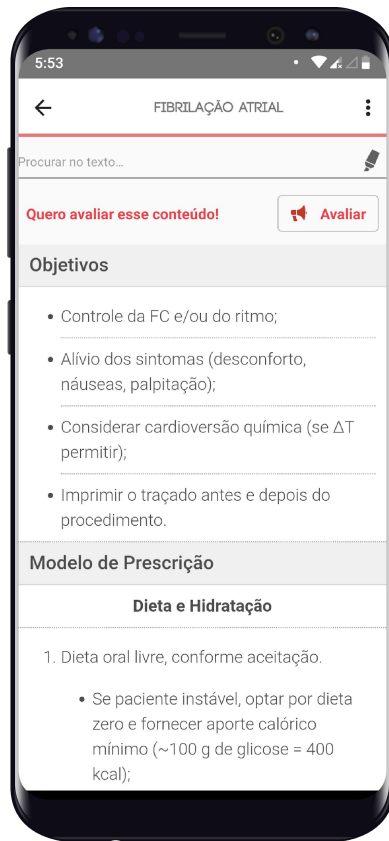 5:53
FIBRILAÇÃO ATRIAL
Procurar no texto...
Quero avaliar esse conteúdo!
Avaliar
Objetivos
• Controle da FC e/ou do ritmo;
• Alívio dos sintomas (desconforto,
náuseas, palpitação);
• Considerar cardioversão química (se ΔT
permitir);
• Imprimir o traçado antes e depois do
procedimento.
Modelo de Prescrição
Dieta e Hidratação
1. Dieta oral livre, conforme aceitação.
• Se paciente instável, optar por dieta
zero e fornecer aporte calórico
mínimo (~100 g de glicose = 400
kcal);